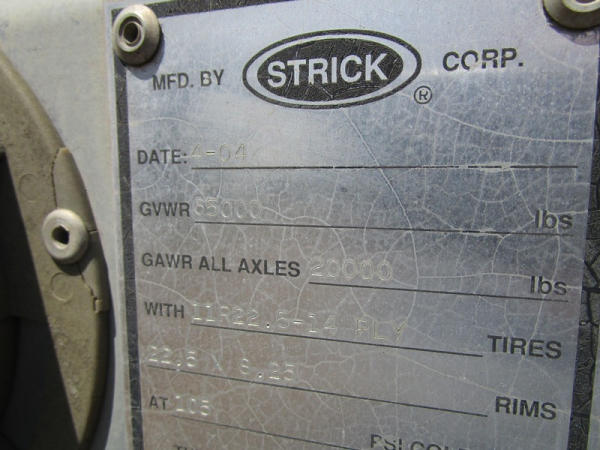 MFD. BY STRICK ® CORP.
DATE: 4-04
GVWR 65000 lbs
GAWR ALL AXLES 20000 lbs
WITH 11R22.5-14 PLY TIRES
22.5 X 8.25 RIMS
AT 105